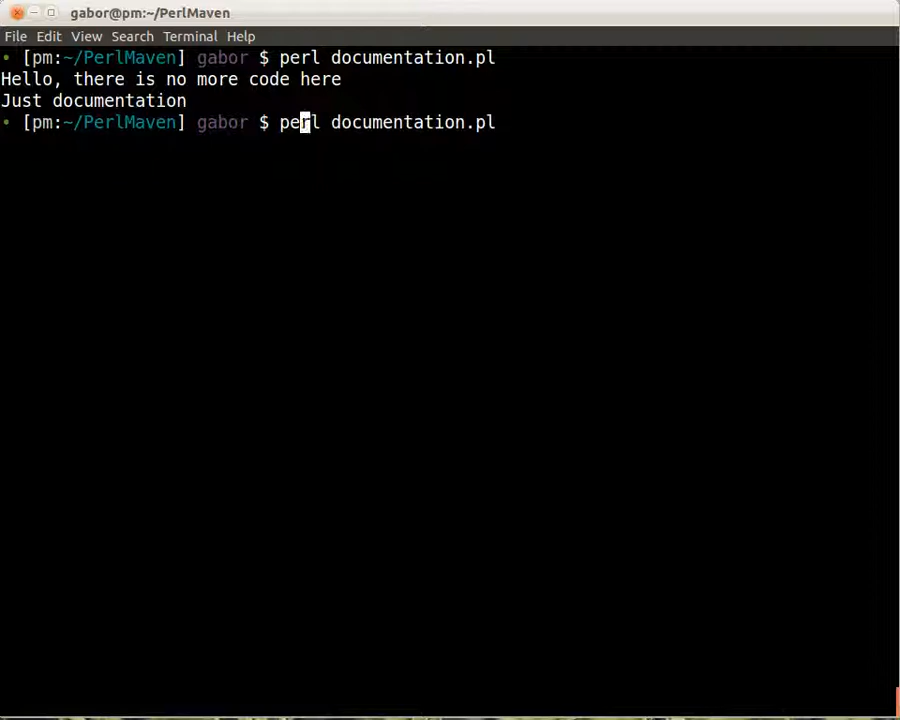 gabor@pm:~/PerlMaven
File Edit View Search Terminal Help
• [pm:~/PerlMaven] gabor $ perl documentation.pl
Hello, there is no more code here
Just documentation
• [pm:~/PerlMaven] gabor $ perl documentation.pl